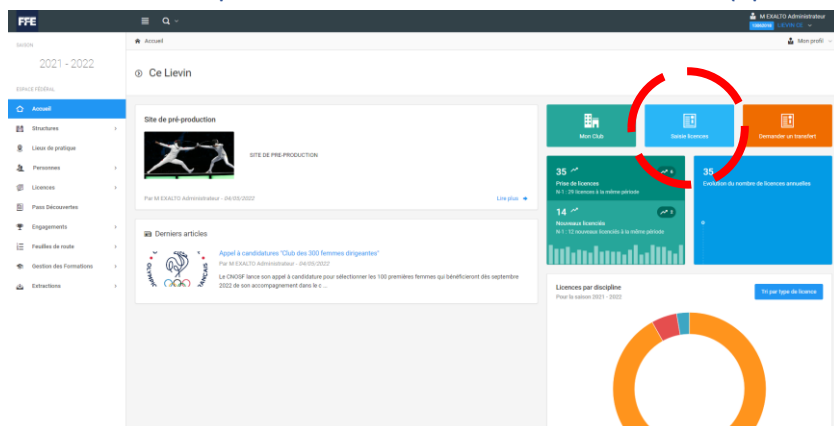 FFE
M EXALTO Administrateur
LIEVIN CE
SAISON
2021 - 2022
ESPACE FÉDÉRAL
Accueil
Structures
Lieux de pratique
Personnes
Licences
Pass Découvertes
Engagements
Feuilles de route
Gestion des Formations
Extractions
Accueil
Mon profil
Ce Lievin
Site de pré-production
SITE DE PRE-PRODUCTION
Par M EXALTO Administrateur - 04/05/2022
Lire plus
Derniers articles
Appel à candidatures "Club des 300 femmes dirigeantes"
Par M EXALTO Administrateur - 04/05/2022
Le CNOSF lance son appel à candidature pour sélectionner les 100 premières femmes qui bénéficieront dès septembre
2022 de son accompagnement dans le c ...
Mon Club
Saisie licences
Demander un transfert
35
Prise de licences
N-1 : 29 licences à la même période
14
Nouveaux licenciés
N-1 : 12 nouveaux licenciés à la même période
35
Evolution du nombre de licences annuelles
Licences par discipline
Pour la saison 2021 - 2022
Tri par type de licence